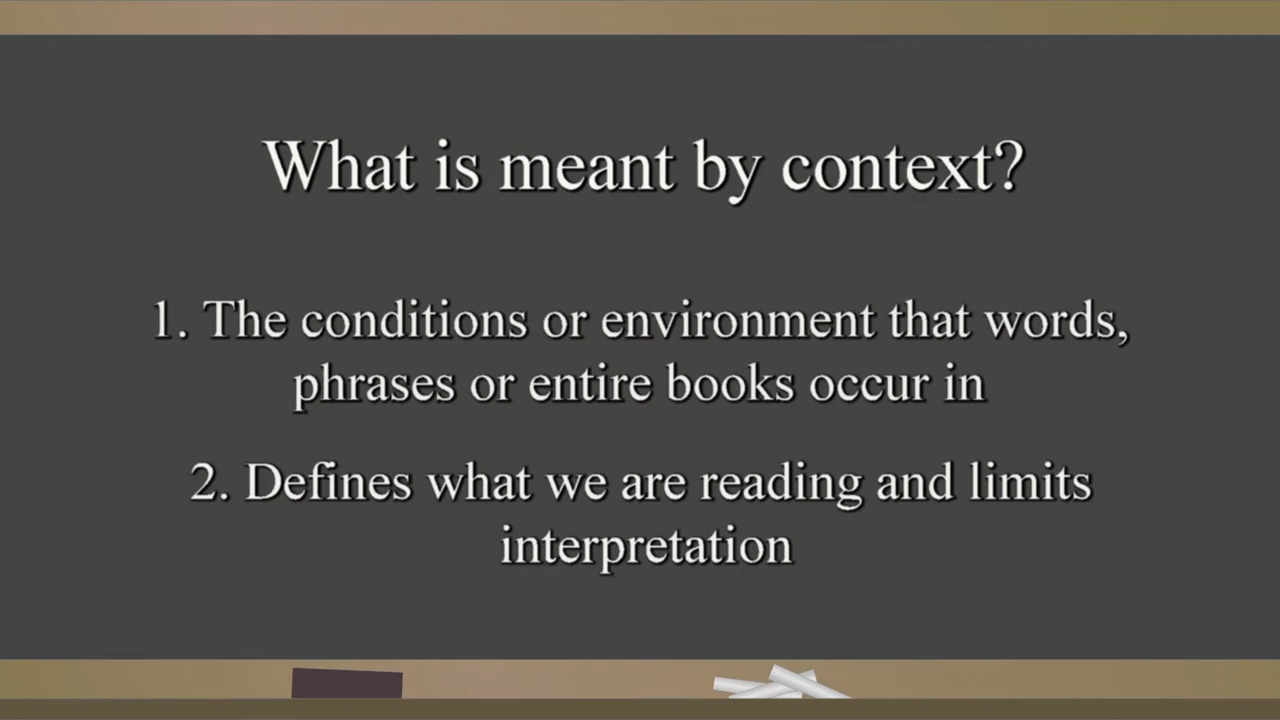 What is meant by context?
1. The conditions or environment that words,
phrases or entire books occur in
2. Defines what we are reading and limits
interpretation